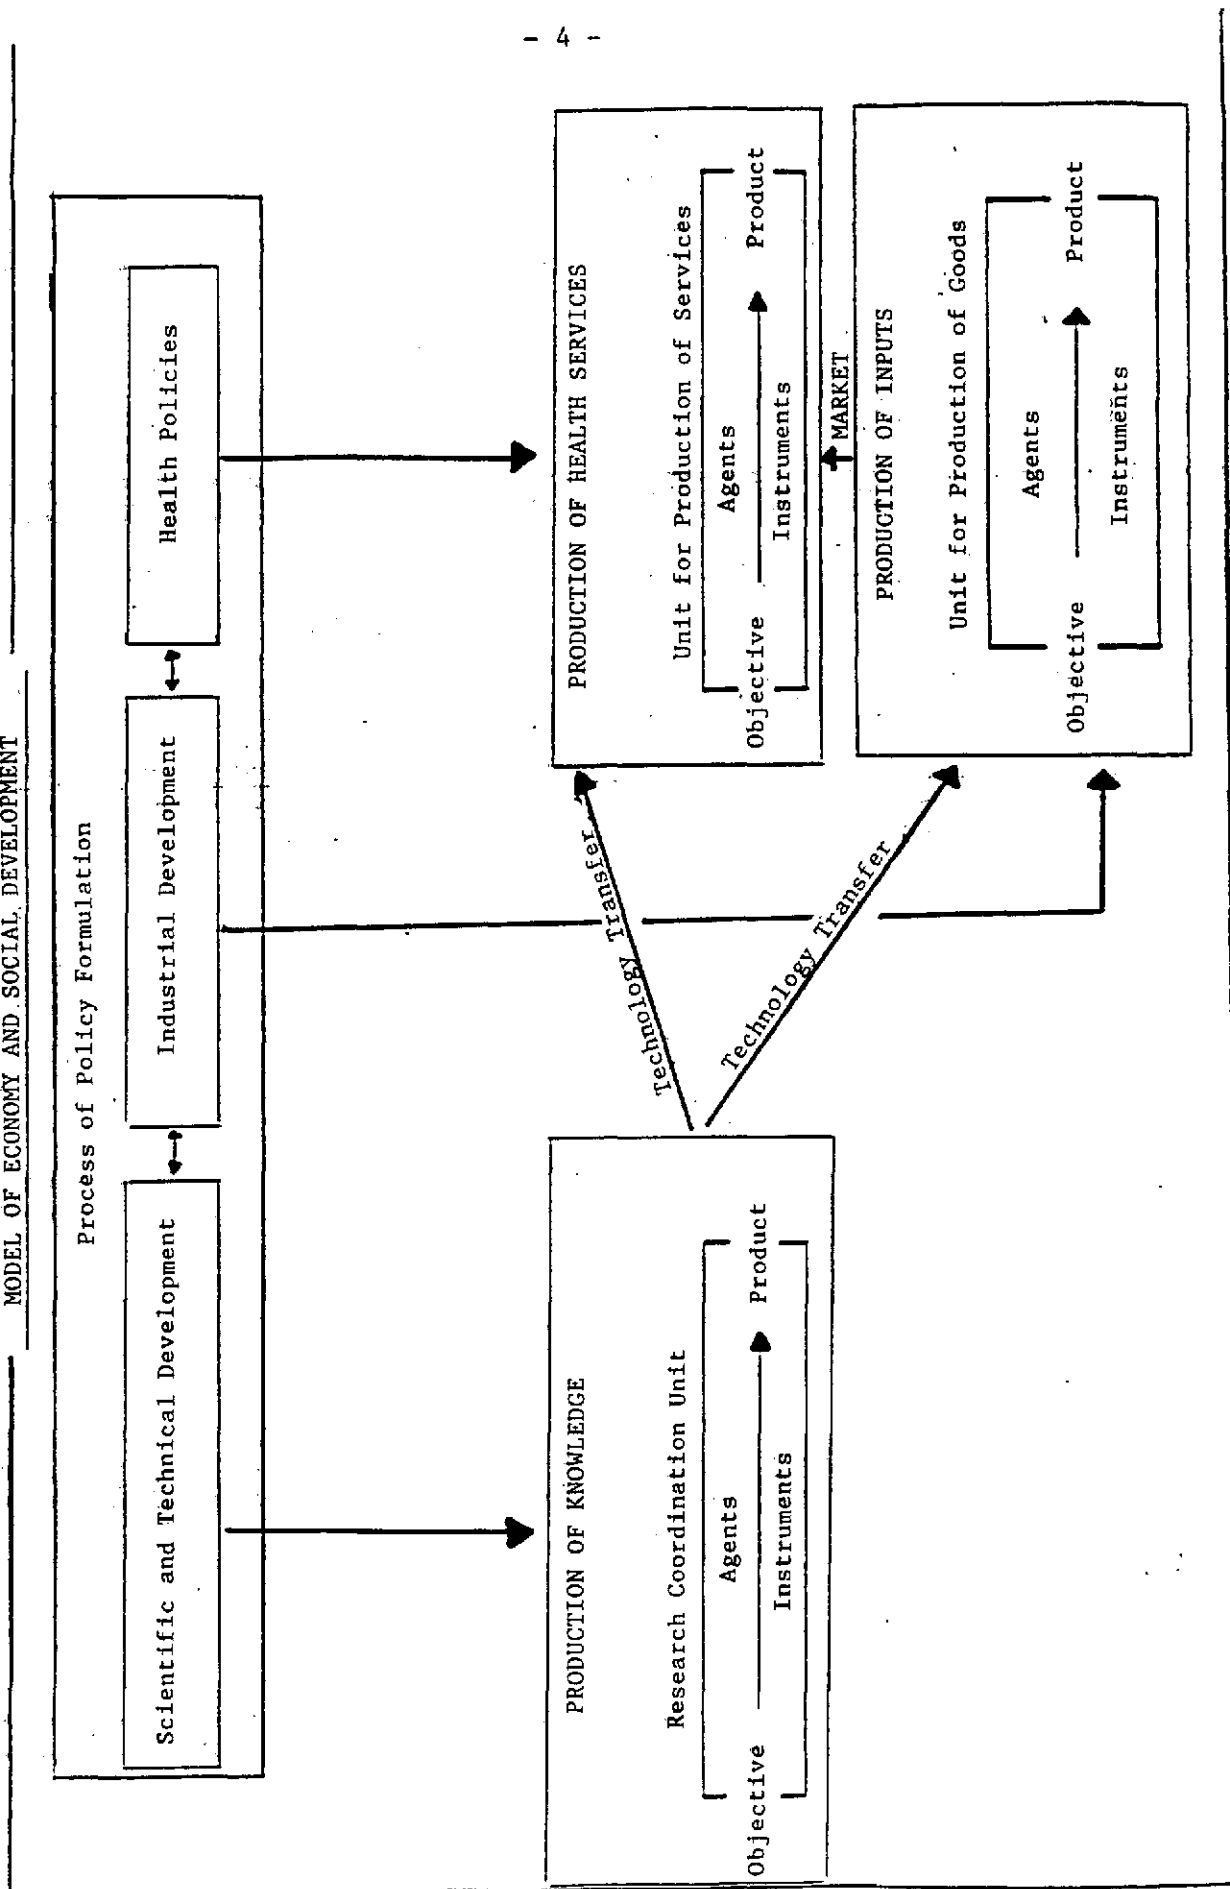 - 4 -
MODEL OF ECONOMY AND SOCIAL DEVELOPMENT
Process of Policy Formulation
Scientific and Technical Development
Industrial Development
Health Policies
PRODUCTION OF KNOWLEDGE
Research Coordination Unit
Agents
Objective
Product
Instruments
Technology Transfer
Technology Transfer
PRODUCTION OF HEALTH SERVICES
Unit for Production of Services
Agents
Objective
Product
Instruments
MARKET
PRODUCTION OF INPUTS
Unit for Production of Goods
Agents
Objective
Product
Instruments